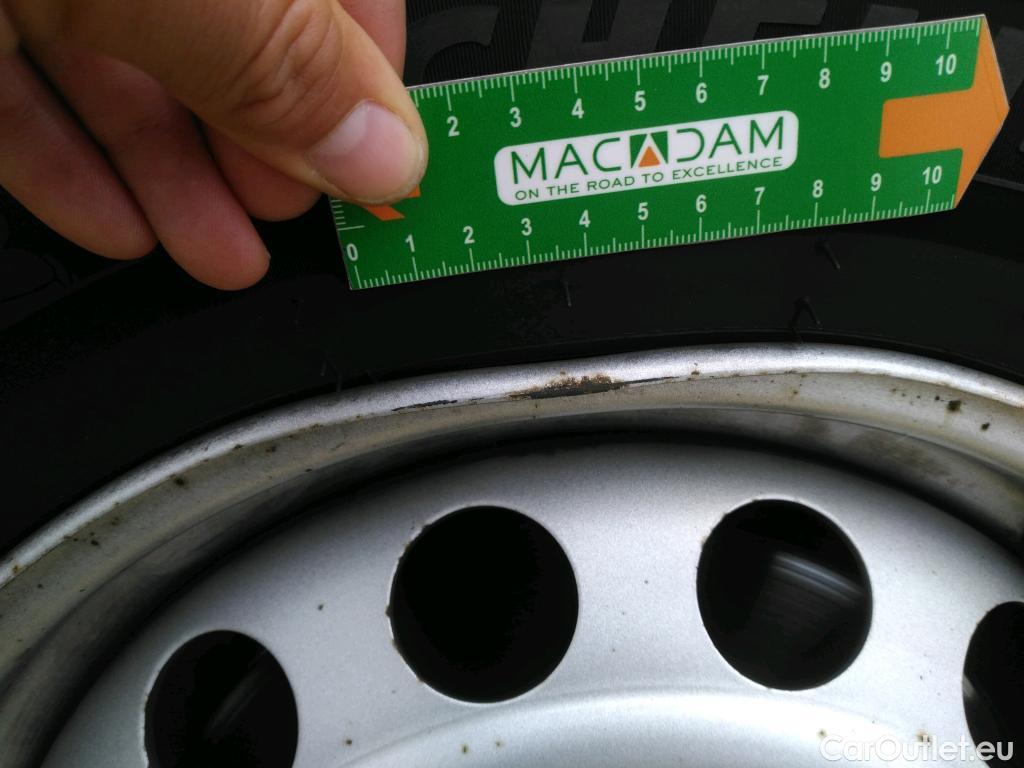 2 3 4 5 6 7 8 9 10
MACADAM
ON THE ROAD TO EXCELLENCE
0 1 2 3 4 5 6 7 8 9 10
CarOutlet.eu